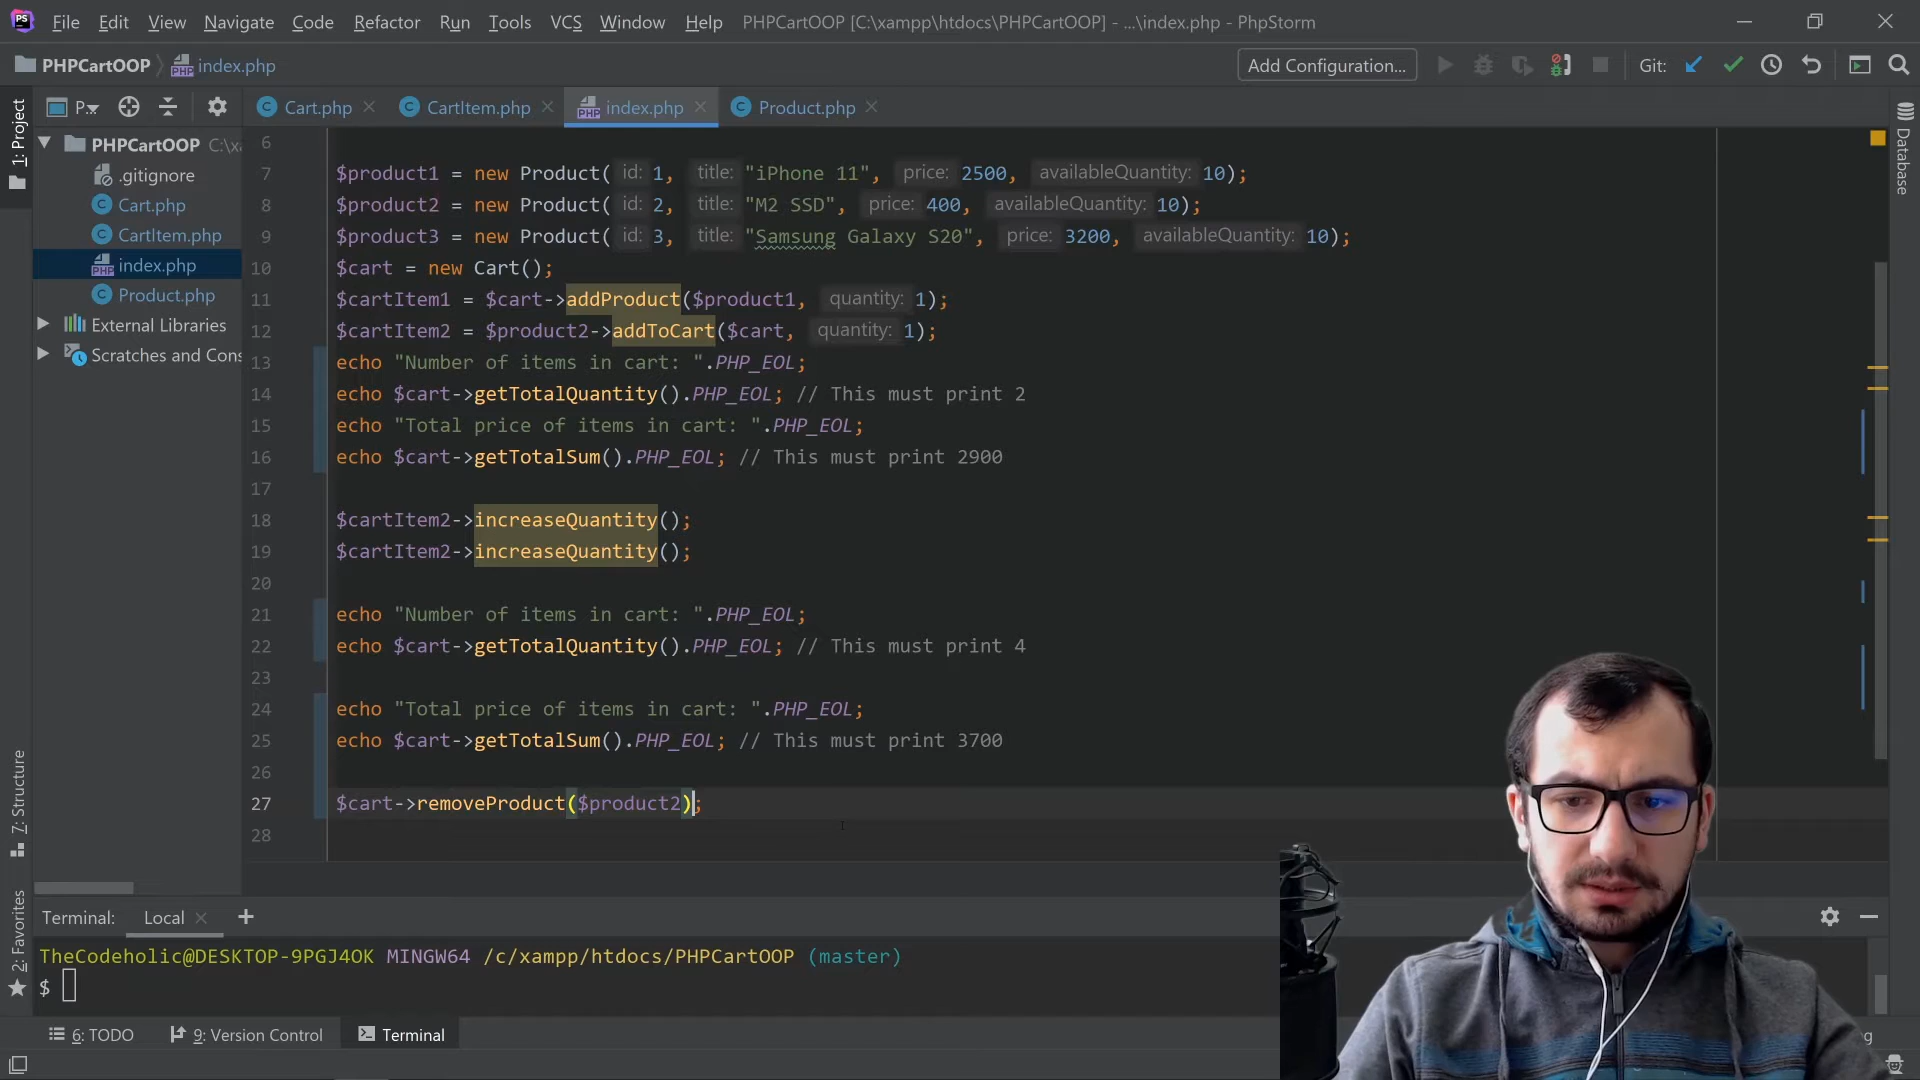 File Edit View Navigate Code Refactor Run Tools VCS Window Help PHPCartOOP [C:\xampp\htdocs\PHPCartOOP] - ...\index.php - PhpStorm
PHPCartOOP index.php Add Configuration... Git:
P... Cart.php CartItem.php index.php Product.php
1: Project
7: Structure
2: Favorites
Database
PHPCartOOP C:\xa
.gitignore
Cart.php
CartItem.php
index.php
Product.php
External Libraries
Scratches and Cons
6
7 $product1 = new Product( id: 1, title: "iPhone 11", price: 2500, availableQuantity: 10);
8 $product2 = new Product( id: 2, title: "M2 SSD", price: 400, availableQuantity: 10);
9 $product3 = new Product( id: 3, title: "Samsung Galaxy S20", price: 3200, availableQuantity: 10);
10 $cart = new Cart();
11 $cartItem1 = $cart->addProduct($product1, quantity: 1);
12 $cartItem2 = $product2->addToCart($cart, quantity: 1);
13 echo "Number of items in cart: ".PHP_EOL;
14 echo $cart->getTotalQuantity().PHP_EOL; // This must print 2
15 echo "Total price of items in cart: ".PHP_EOL;
16 echo $cart->getTotalSum().PHP_EOL; // This must print 2900
17
18 $cartItem2->increaseQuantity();
19 $cartItem2->increaseQuantity();
20
21 echo "Number of items in cart: ".PHP_EOL;
22 echo $cart->getTotalQuantity().PHP_EOL; // This must print 4
23
24 echo "Total price of items in cart: ".PHP_EOL;
25 echo $cart->getTotalSum().PHP_EOL; // This must print 3700
26
27 $cart->removeProduct($product2);
28
Terminal: Local
TheCodeholic@DESKTOP-9PGJ4OK MINGW64 /c/xampp/htdocs/PHPCartOOP (master)
$
6: TODO 9: Version Control Terminal